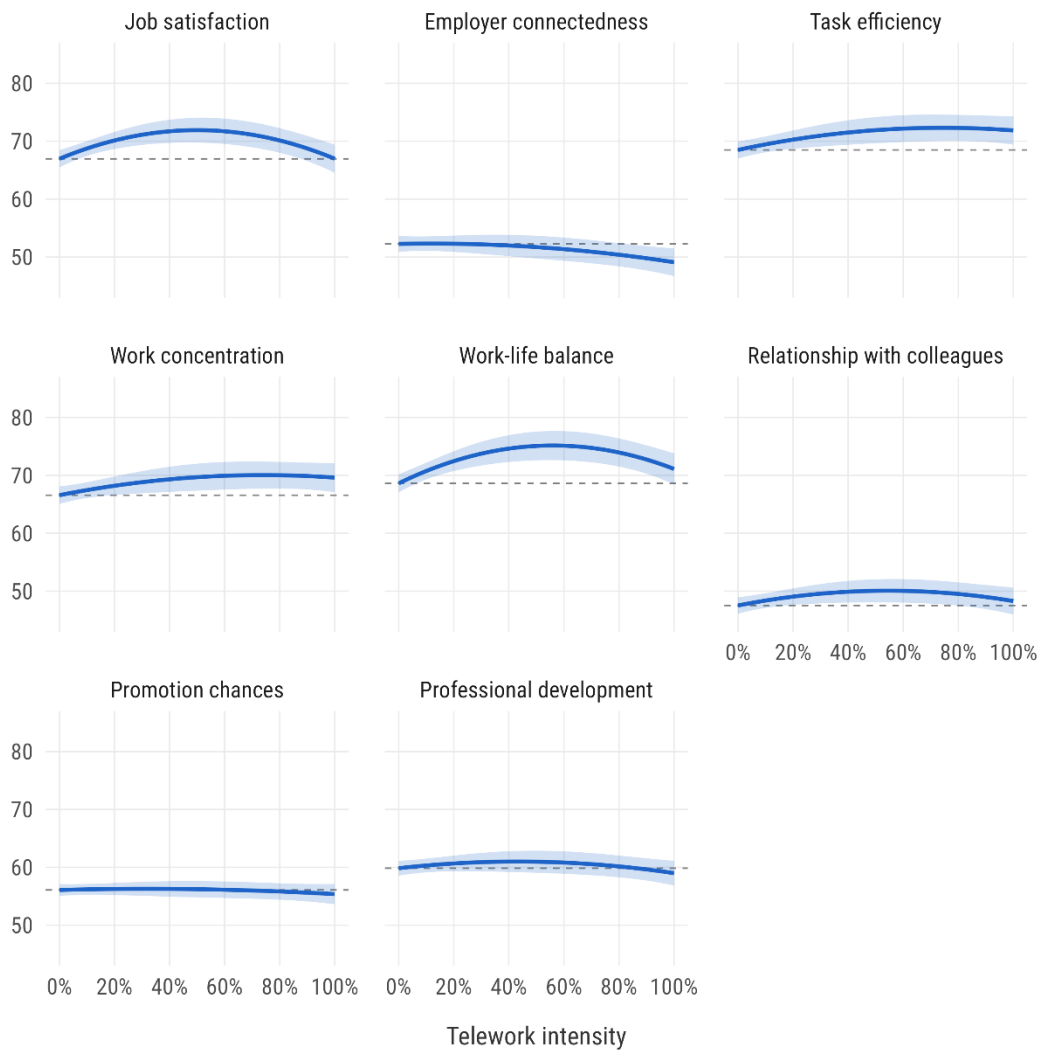 Job satisfaction Employer connectedness Task efficiency
80
70
60
50
Work concentration Work-life balance Relationship with colleagues
80
70
60
50
0% 20% 40% 60% 80% 100%
Promotion chances Professional development
80
70
60
50
0% 20% 40% 60% 80% 100% 0% 20% 40% 60% 80% 100%
Telework intensity